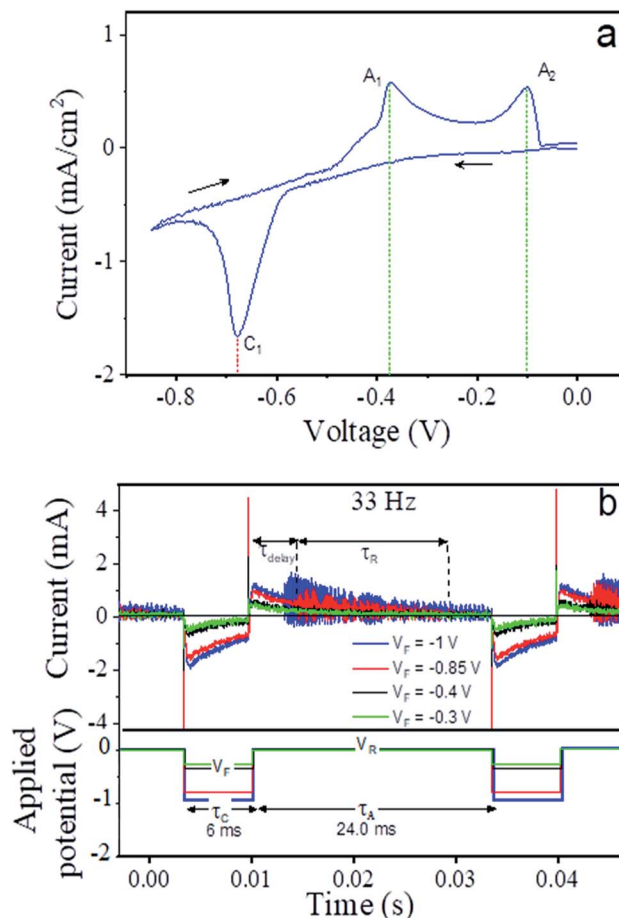 a
1
0
-1
-2
Current (mA/cm²)
A₁
A₂
C₁
-0.8
-0.6
-0.4
-0.2
0.0
Voltage (V)
b
33 Hz
4
2
0
-2
-4
Current (mA)
τdelay
τR
VF = -1 V
VF = -0.85 V
VF = -0.4 V
VF = -0.3 V
0
-1
-2
Applied
potential (V)
VF
VR
τC
6 ms
τA
24.0 ms
0.00
0.01
0.02
0.03
0.04
Time (s)